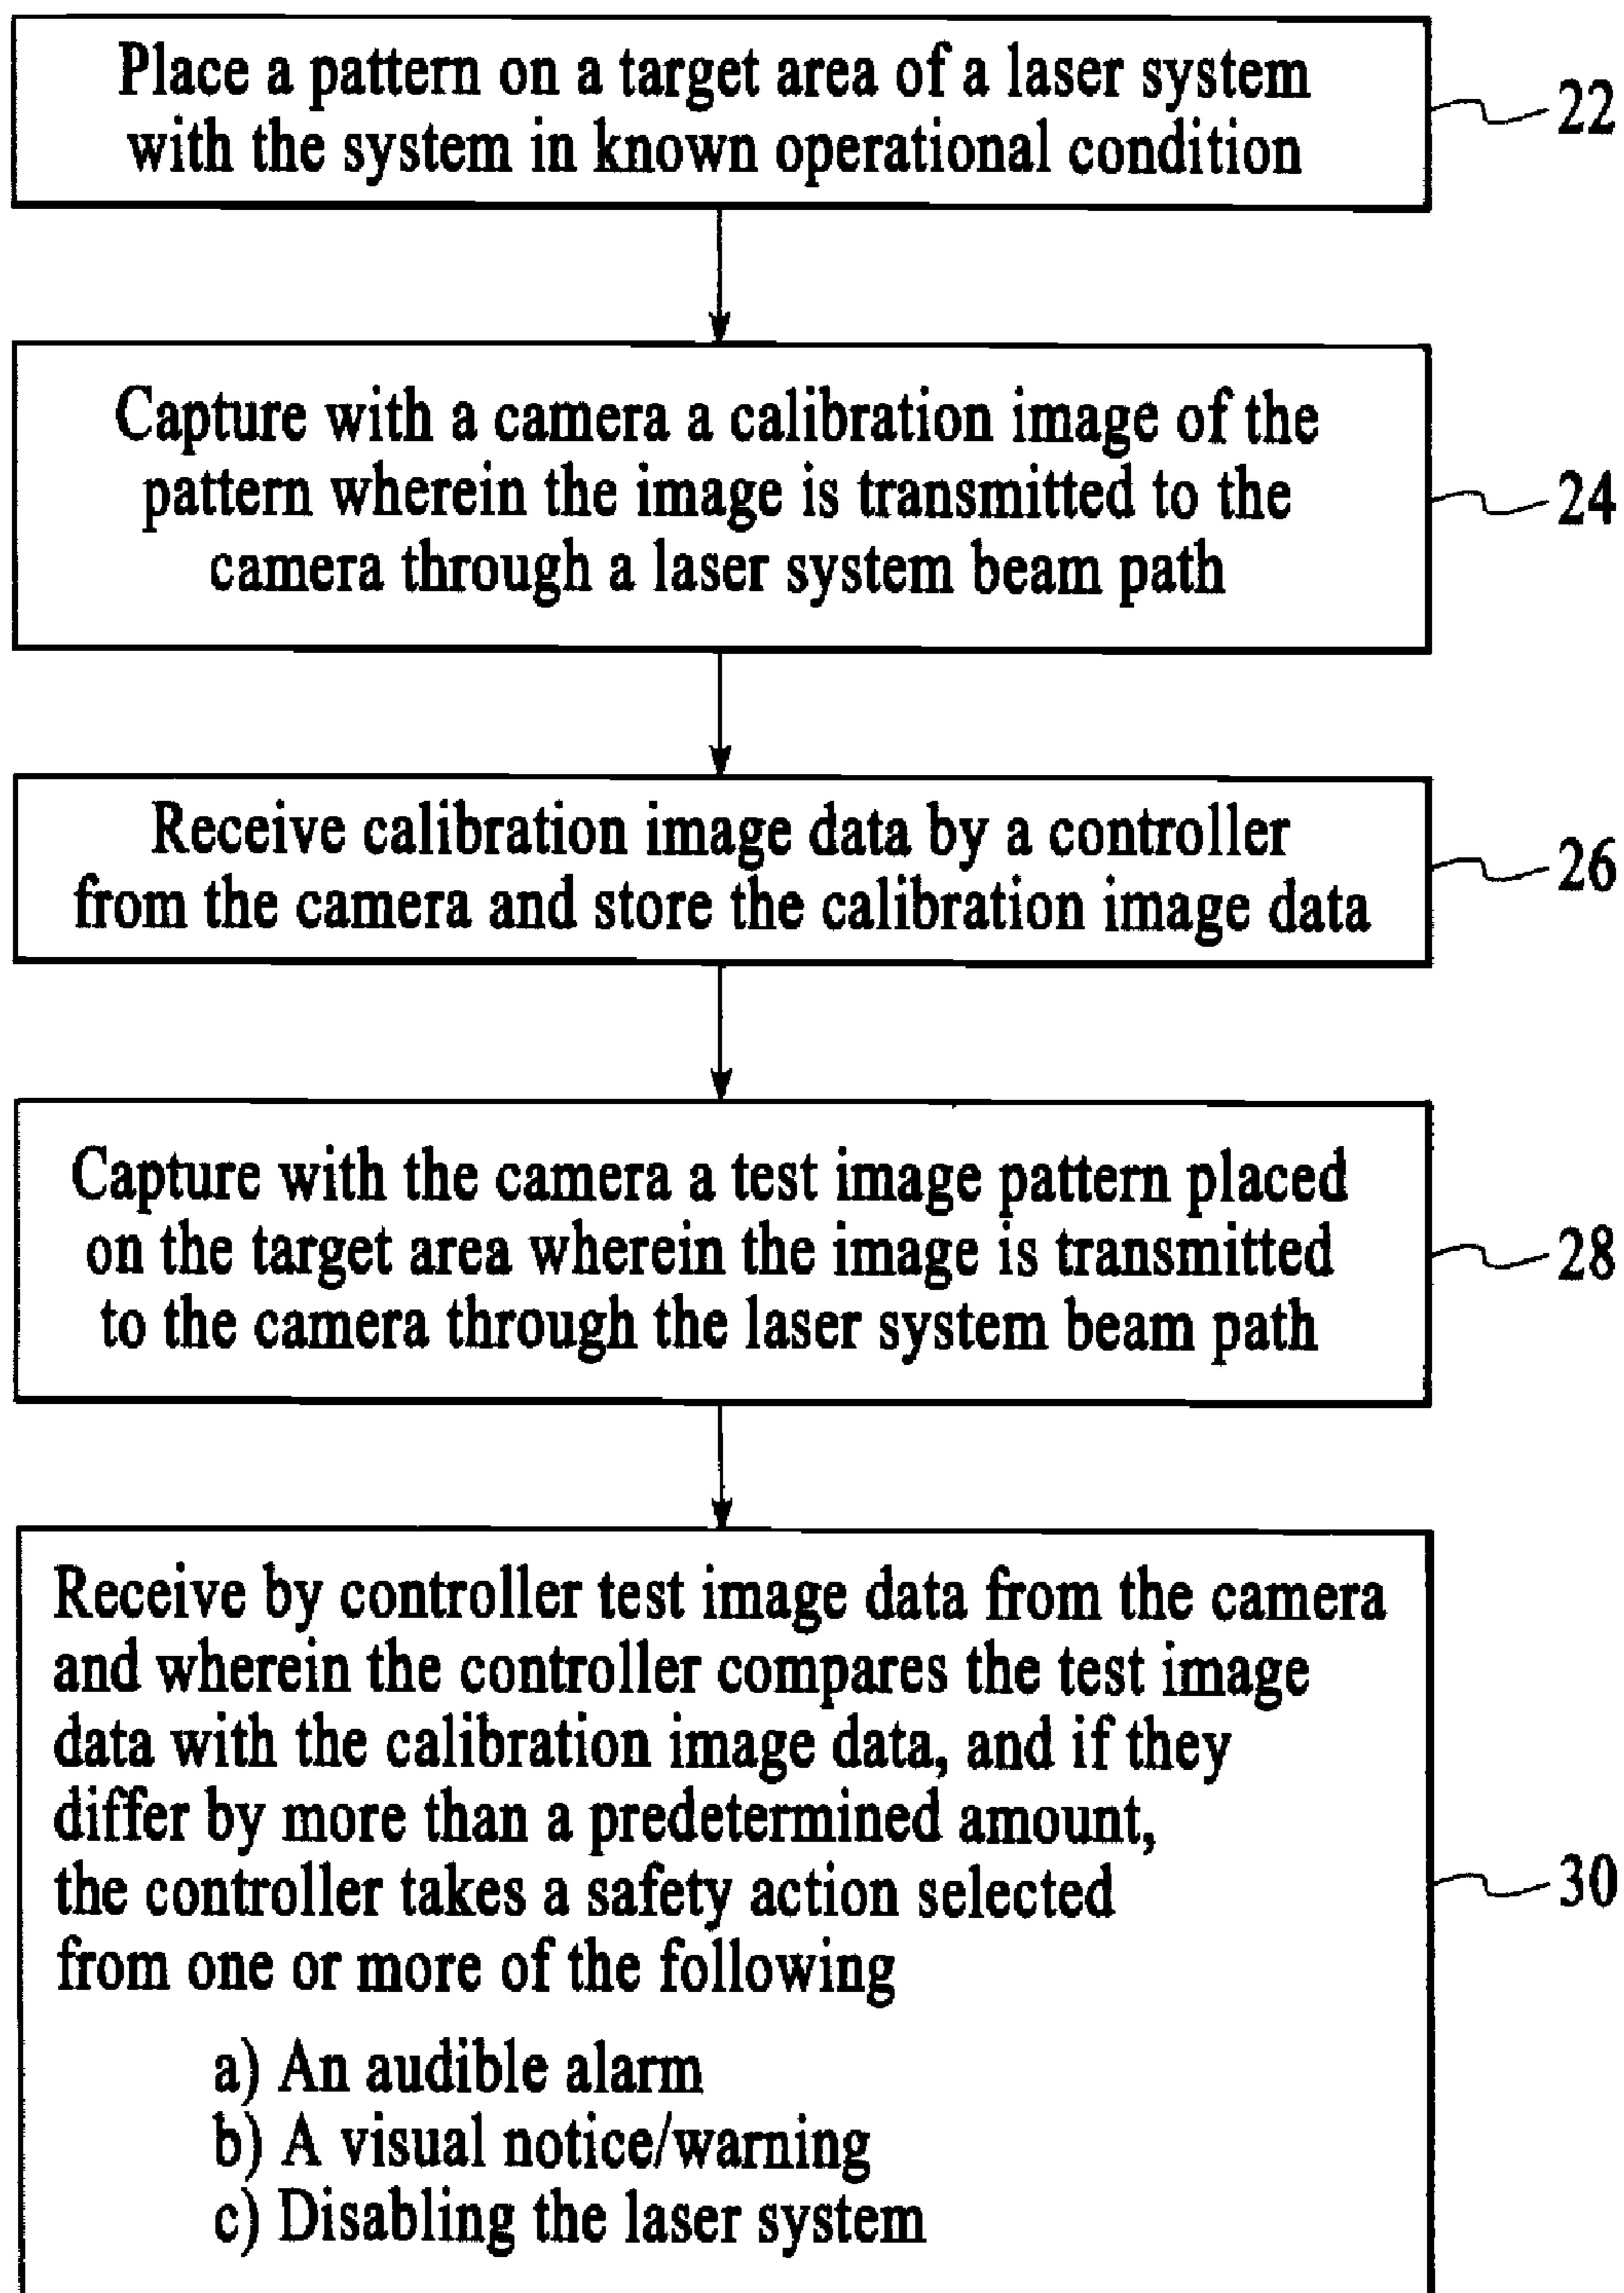 Place a pattern on a target area of a laser system
with the system in known operational condition
22
Capture with a camera a calibration image of the
pattern wherein the image is transmitted to the
camera through a laser system beam path
24
Receive calibration image data by a controller
from the camera and store the calibration image data
26
Capture with the camera a test image pattern placed
on the target area wherein the image is transmitted
to the camera through the laser system beam path
28
Receive by controller test image data from the camera
and wherein the controller compares the test image
data with the calibration image data, and if they
differ by more than a predetermined amount,
the controller takes a safety action selected
from one or more of the following
a) An audible alarm
b) A visual notice/warning
c) Disabling the laser system
30